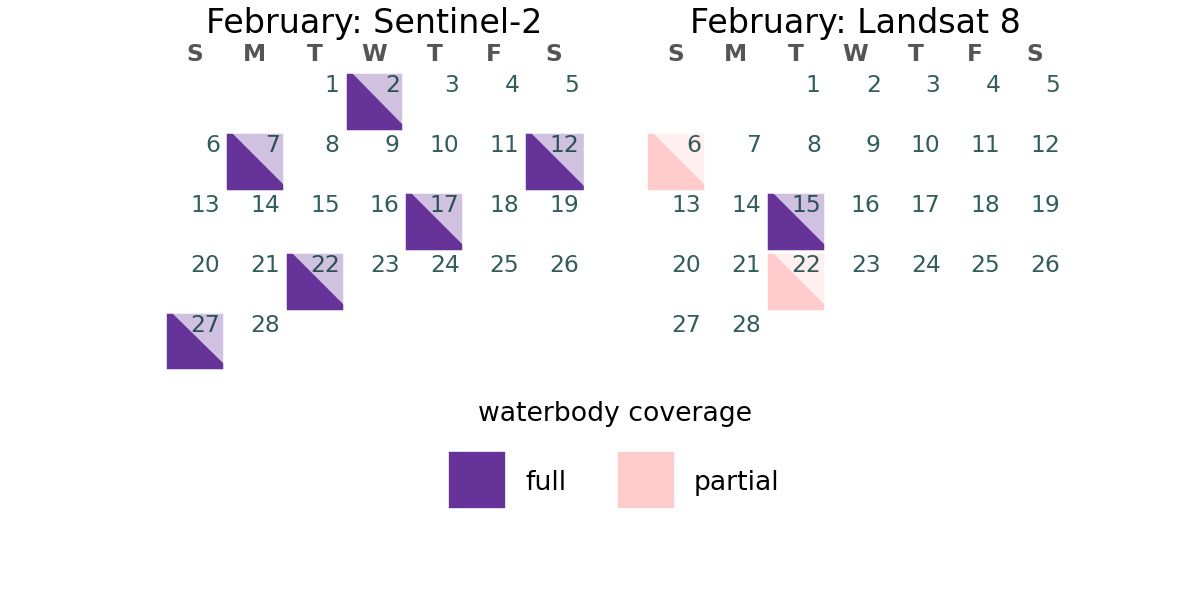 February: Sentinel-2
S M T W T F S
1 2 3 4 5
6 7 8 9 10 11 12
13 14 15 16 17 18 19
20 21 22 23 24 25 26
27 28
February: Landsat 8
S M T W T F S
1 2 3 4 5
6 7 8 9 10 11 12
13 14 15 16 17 18 19
20 21 22 23 24 25 26
27 28
waterbody coverage
full partial